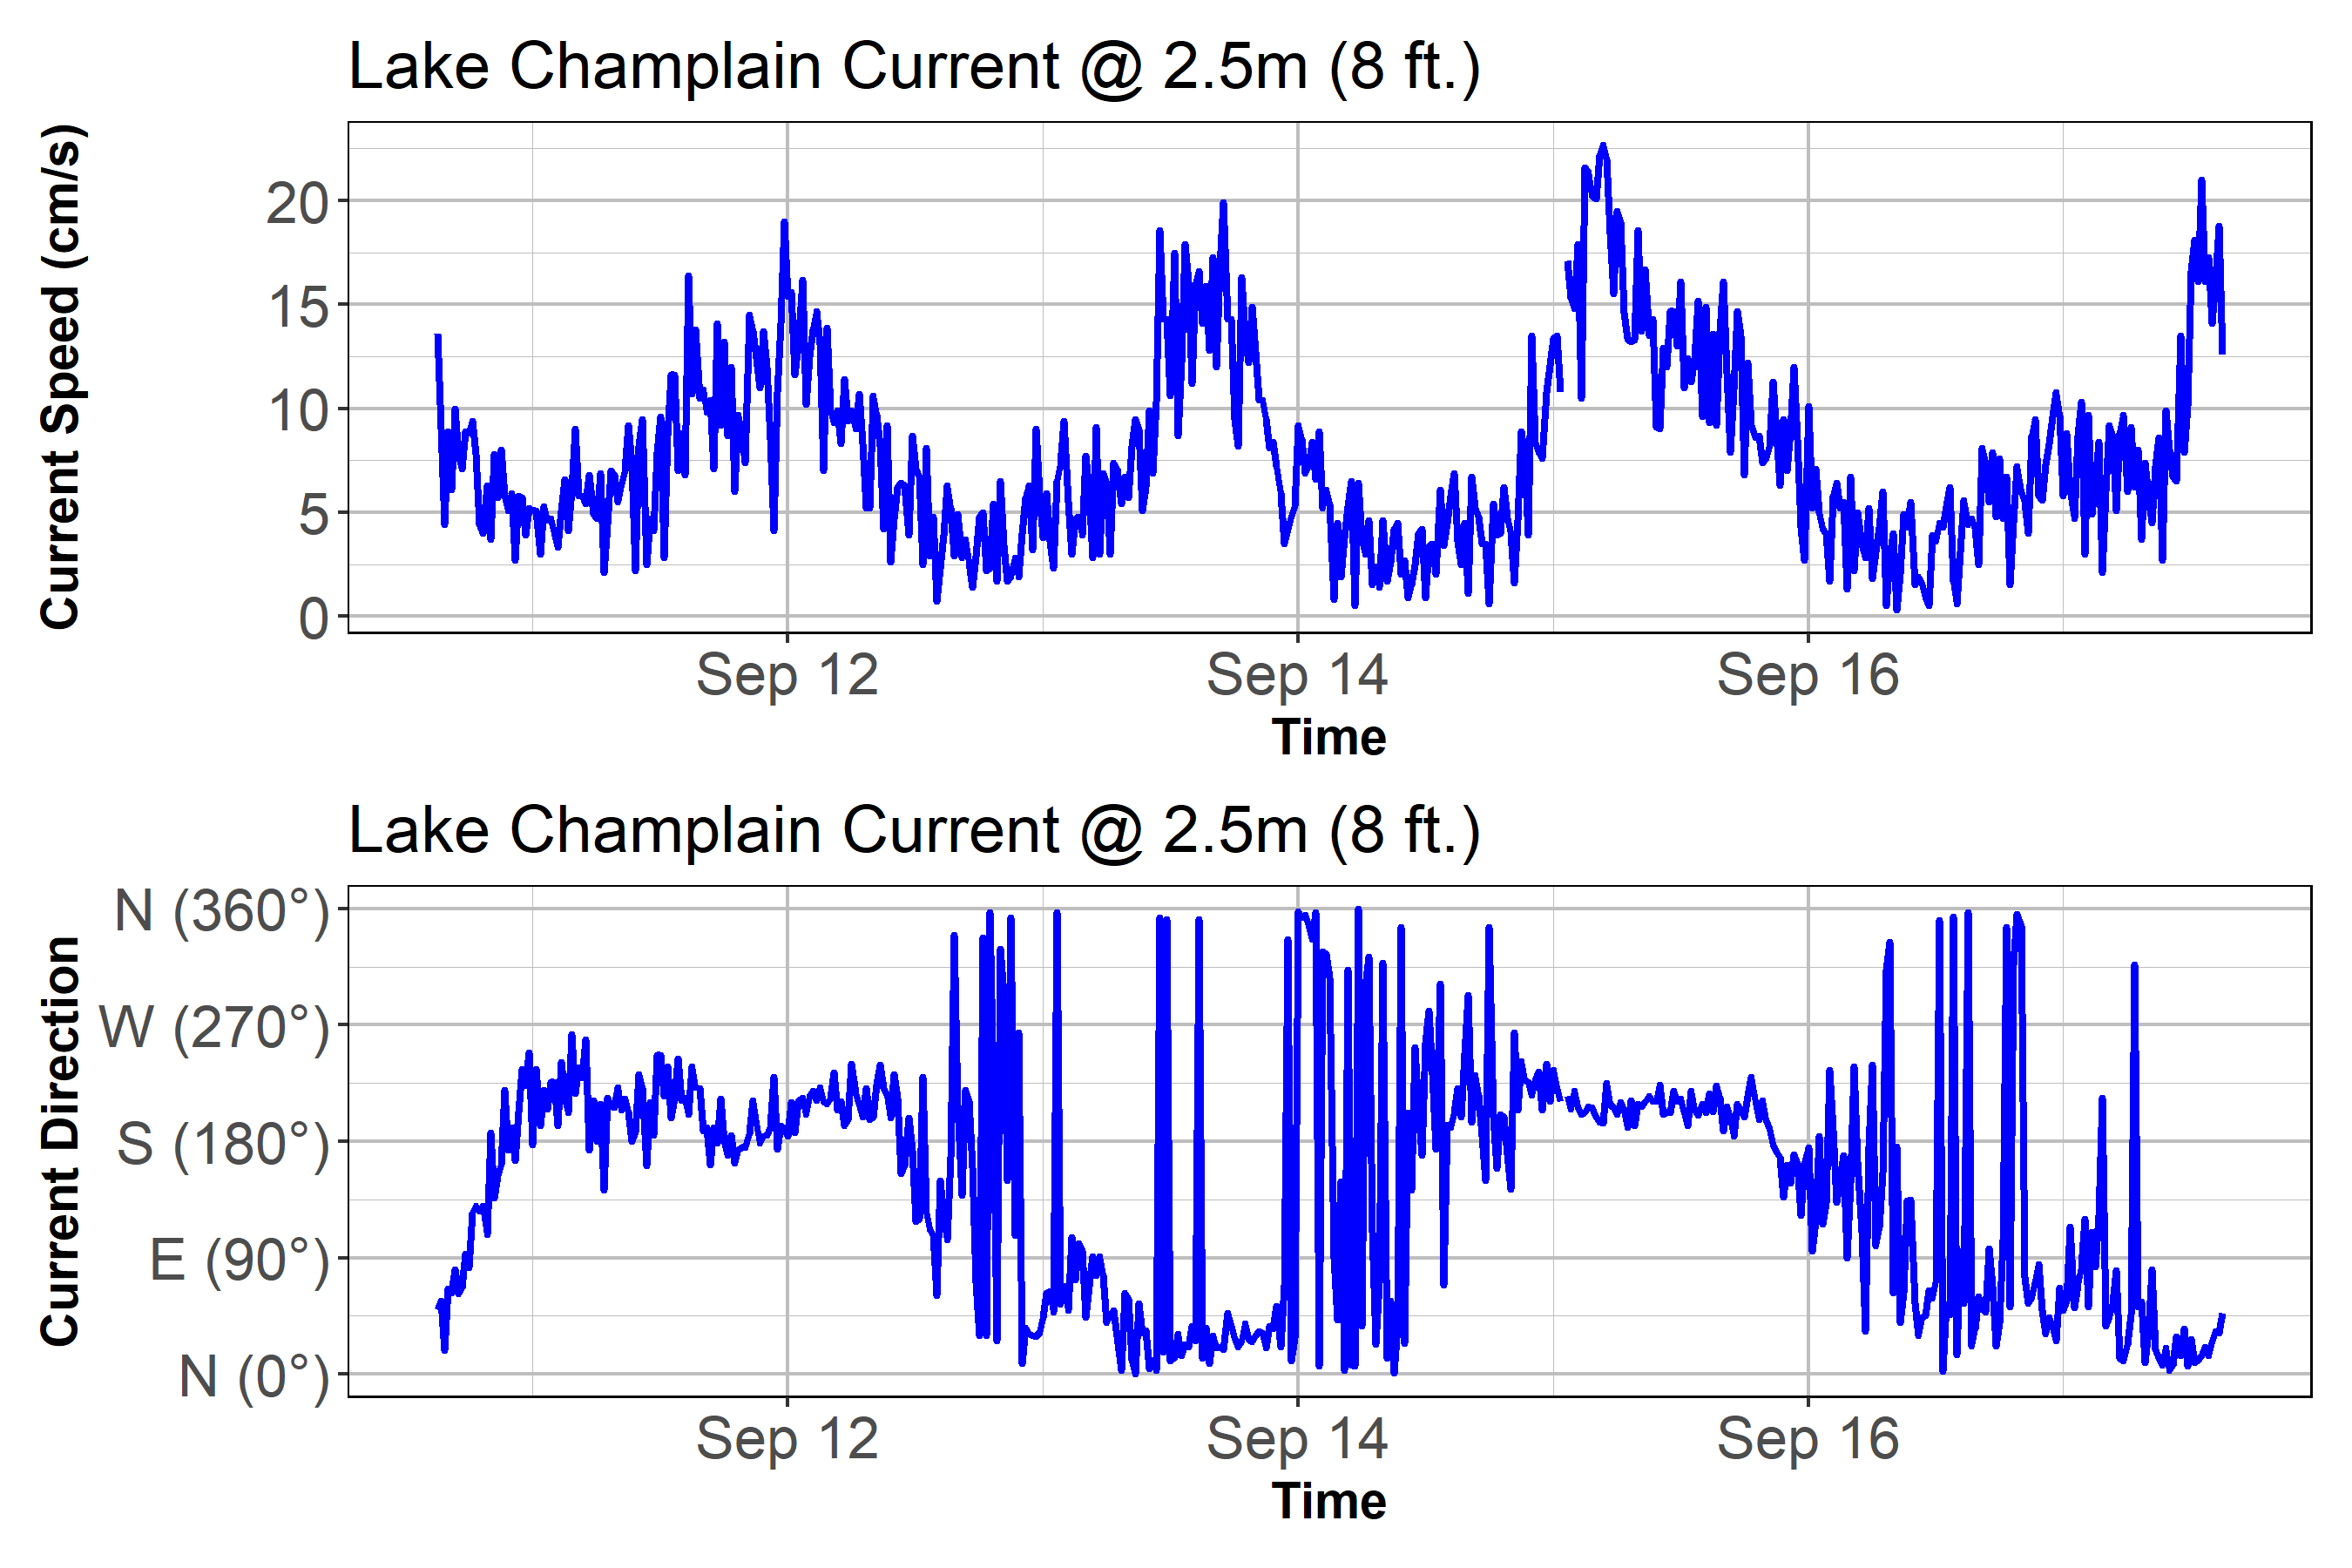 Lake Champlain Current @ 2.5m (8 ft.)
Current Speed (cm/s)
20
15
10
5
0
Sep 12 Sep 14 Sep 16
Time
Lake Champlain Current @ 2.5m (8 ft.)
Current Direction
N (360°)
W (270°)
S (180°)
E (90°)
N (0°)
Sep 12 Sep 14 Sep 16
Time